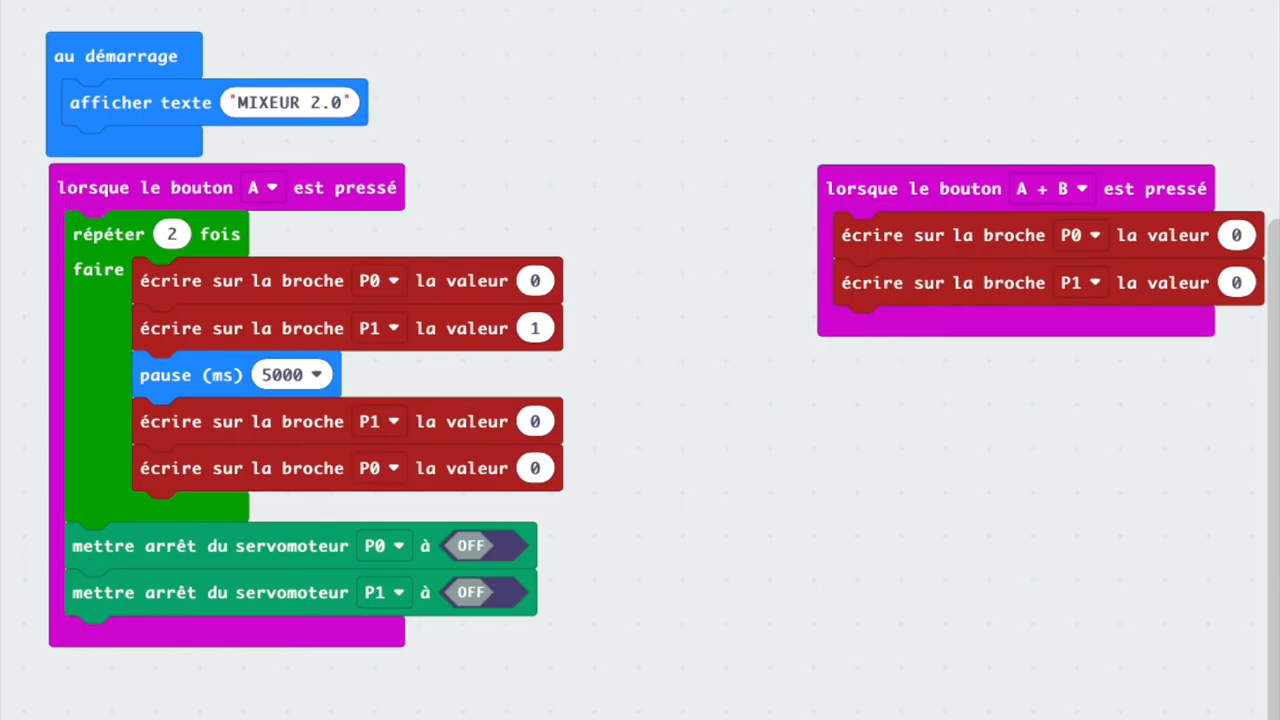 au démarrage
afficher texte "MIXEUR 2.0"
lorsque le bouton A est pressé
répéter 2 fois
faire
écrire sur la broche P0 la valeur 0
écrire sur la broche P1 la valeur 1
pause (ms) 5000
écrire sur la broche P1 la valeur 0
écrire sur la broche P0 la valeur 0
mettre arrêt du servomoteur P0 à OFF
mettre arrêt du servomoteur P1 à OFF
lorsque le bouton A + B est pressé
écrire sur la broche P0 la valeur 0
écrire sur la broche P1 la valeur 0